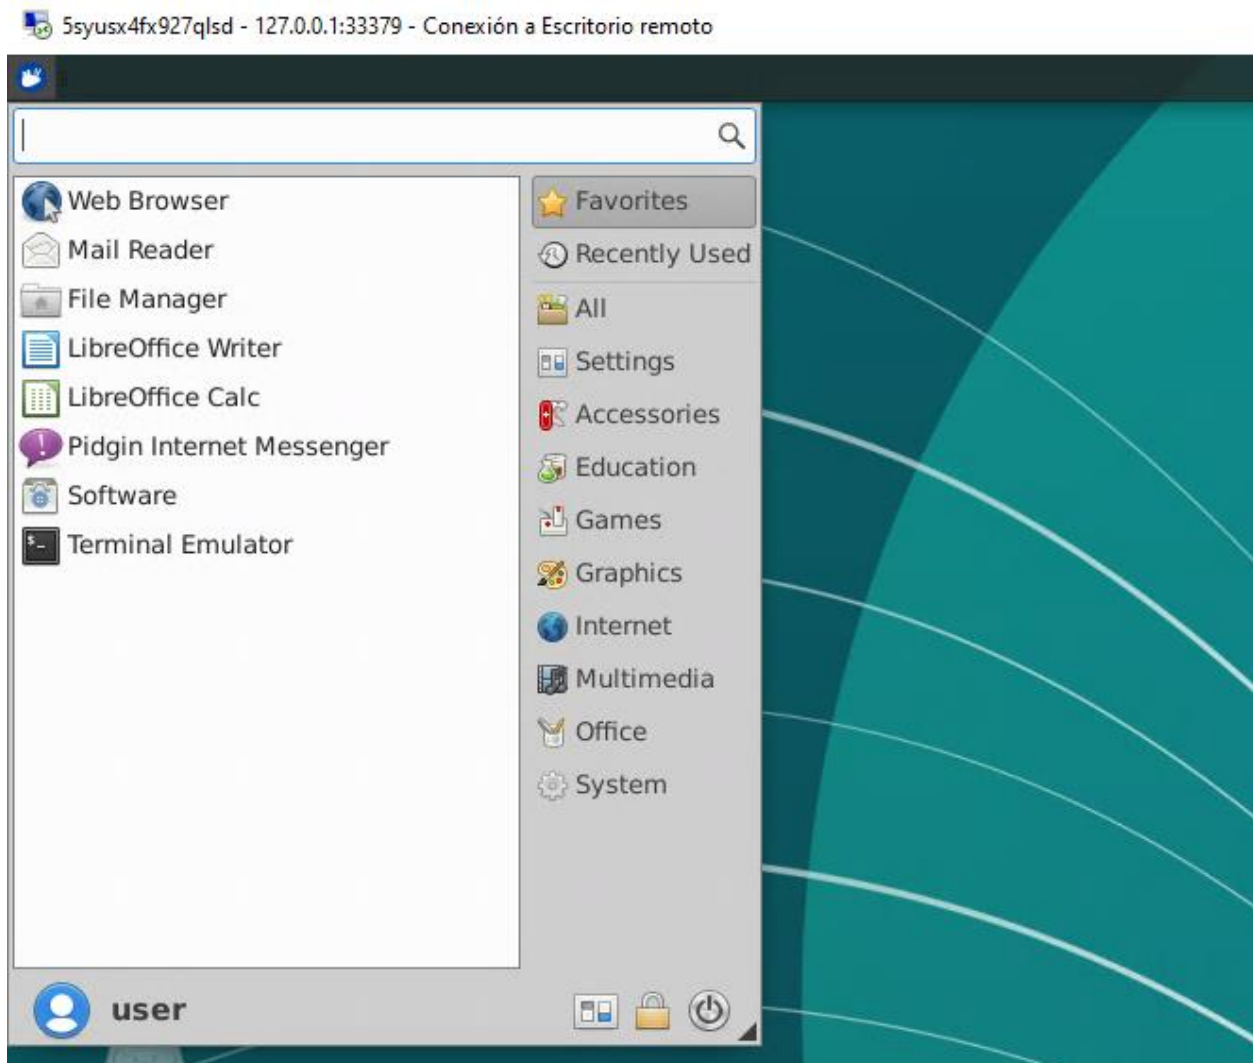 5syusx4fx927qlsd - 127.0.0.1:33379 - Conexión a Escritorio remoto
Web Browser
Mail Reader
File Manager
LibreOffice Writer
LibreOffice Calc
Pidgin Internet Messenger
Software
Terminal Emulator
Favorites
Recently Used
All
Settings
Accessories
Education
Games
Graphics
Internet
Multimedia
Office
System
user